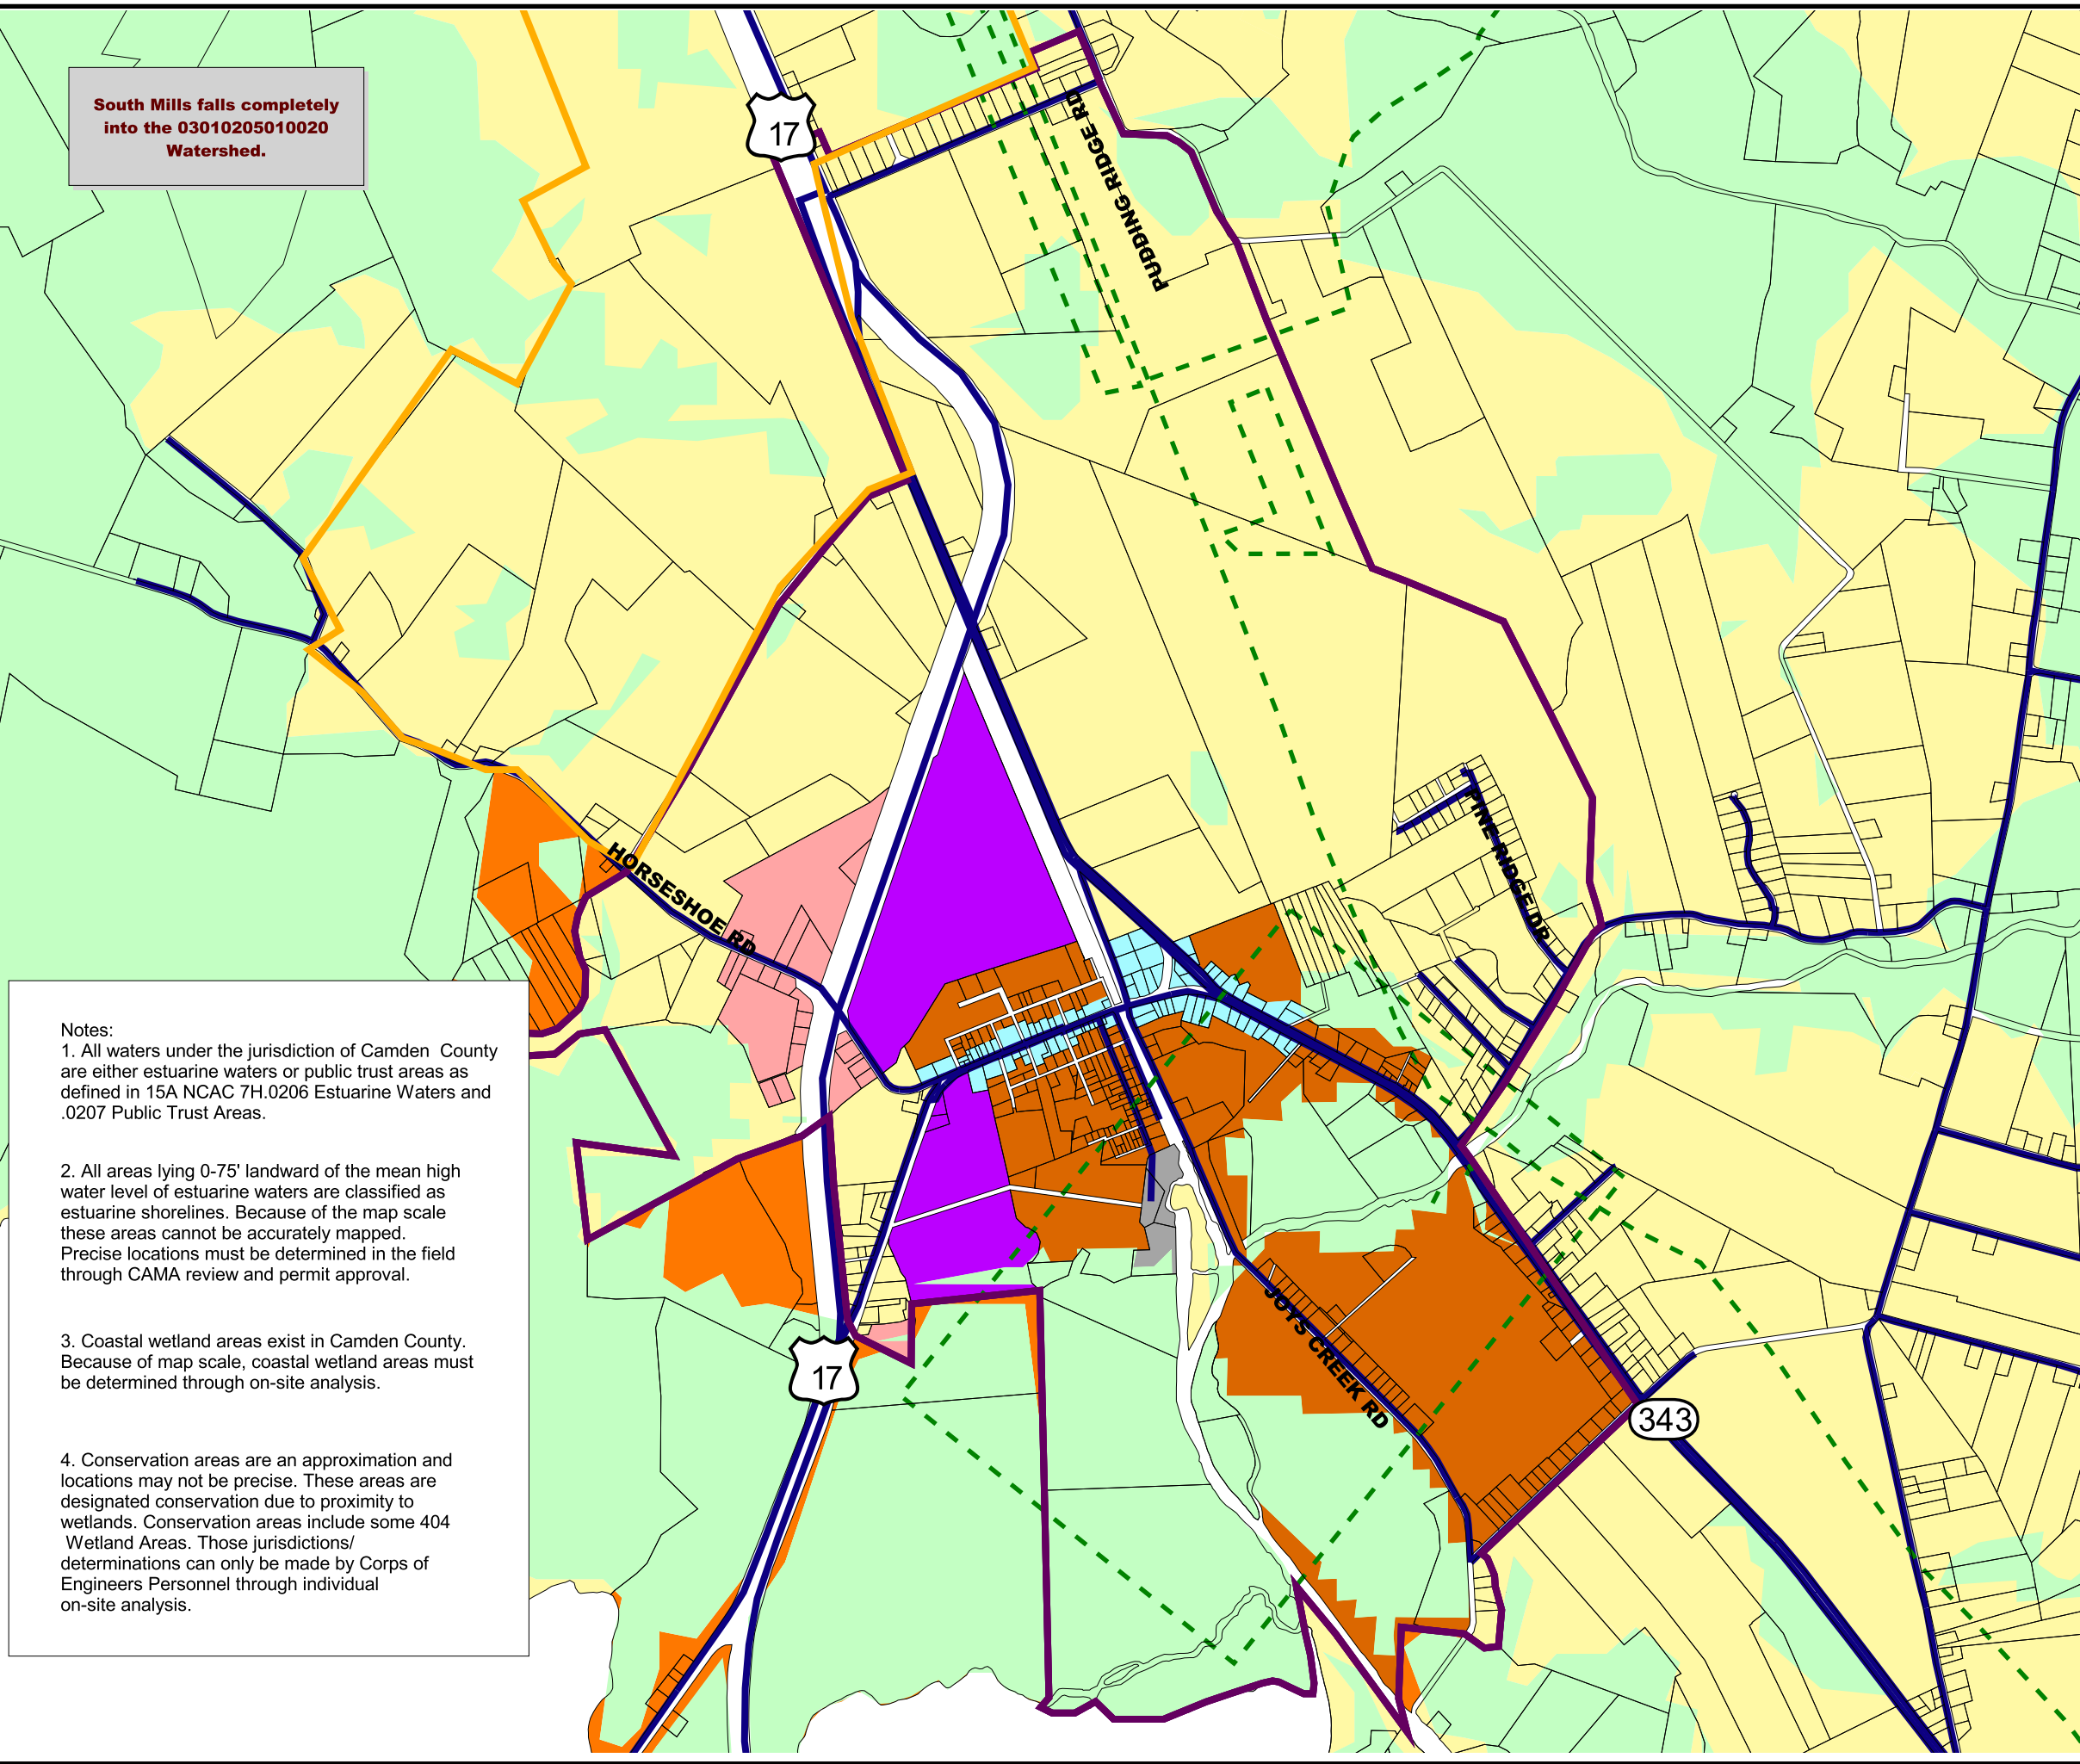 South Mills falls completely
into the 03010205010020
Watershed.
17
PUDDING RIDGE RD
PINE RIDGE DR
HORSESHOE RD
Notes:
1. All waters under the jurisdiction of Camden County
are either estuarine waters or public trust areas as
defined in 15A NCAC 7H.0206 Estuarine Waters and
.0207 Public Trust Areas.
2. All areas lying 0-75' landward of the mean high
water level of estuarine waters are classified as
estuarine shorelines. Because of the map scale
these areas cannot be accurately mapped.
Precise locations must be determined in the field
through CAMA review and permit approval.
3. Coastal wetland areas exist in Camden County.
Because of map scale, coastal wetland areas must
be determined through on-site analysis.
4. Conservation areas are an approximation and
locations may not be precise. These areas are
designated conservation due to proximity to
wetlands. Conservation areas include some 404
Wetland Areas. Those jurisdictions/
determinations can only be made by Corps of
Engineers Personnel through individual
on-site analysis.
17
JOYS CREEK RD
343